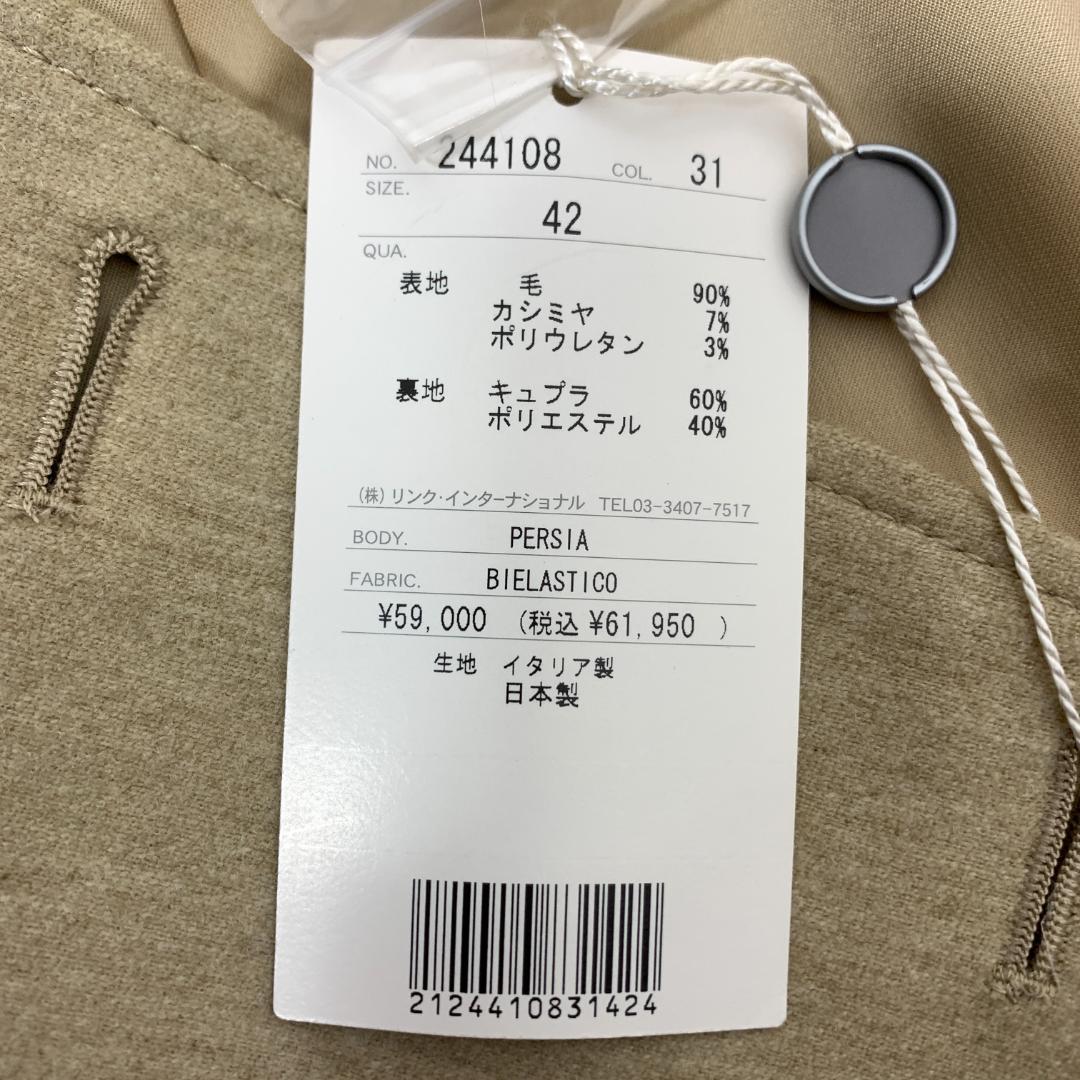 NO. 244108 COL. 31
SIZE. 42
QUA.
表地 毛 90%
カシミヤ 7%
ポリウレタン 3%
裏地 キュプラ 60%
ポリエステル 40%
(株)リンク・インターナショナル TEL03-3407-7517
BODY. PERSIA
FABRIC. BIELASTICO
¥59,000 (税込 ¥61,950 )
生地 イタリア製
日本製
2124410831424